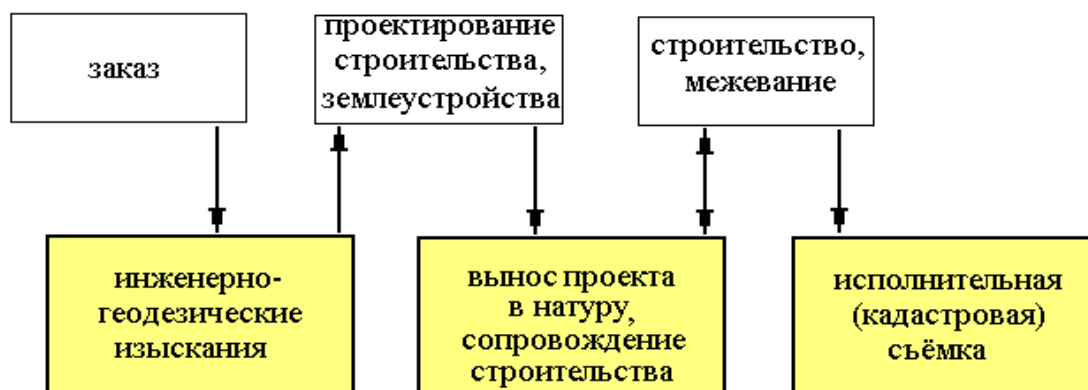 заказ
проектирование
строительства,
землеустройства
строительство,
межевание
инженерно-
геодезические
изыскания
вынос проекта
в натуру,
сопровождение
строительства
исполнительная
(кадастровая)
съёмка